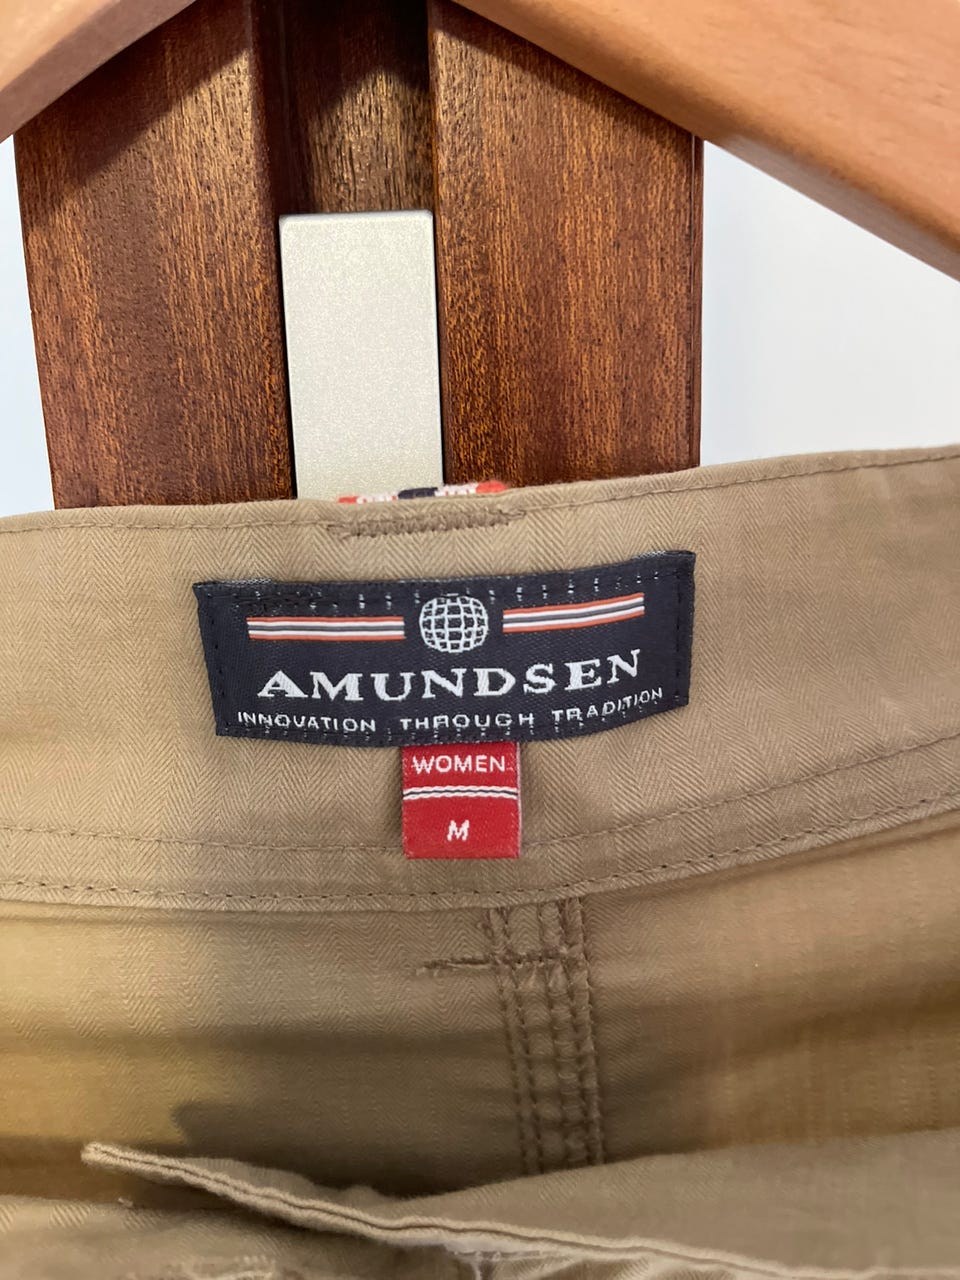 AMUNDSEN
INNOVATION THROUGH TRADITION
WOMEN
M